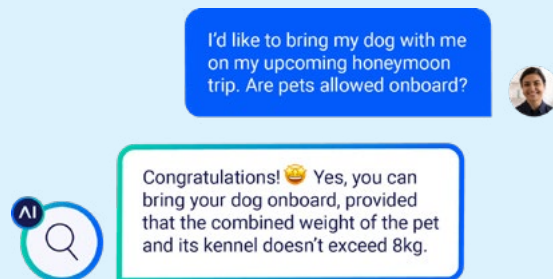 I'd like to bring my dog with me
on my upcoming honeymoon
trip. Are pets allowed onboard?
Congratulations! 🤩 Yes, you can
bring your dog onboard, provided
that the combined weight of the pet
and its kennel doesn't exceed 8kg.
AI